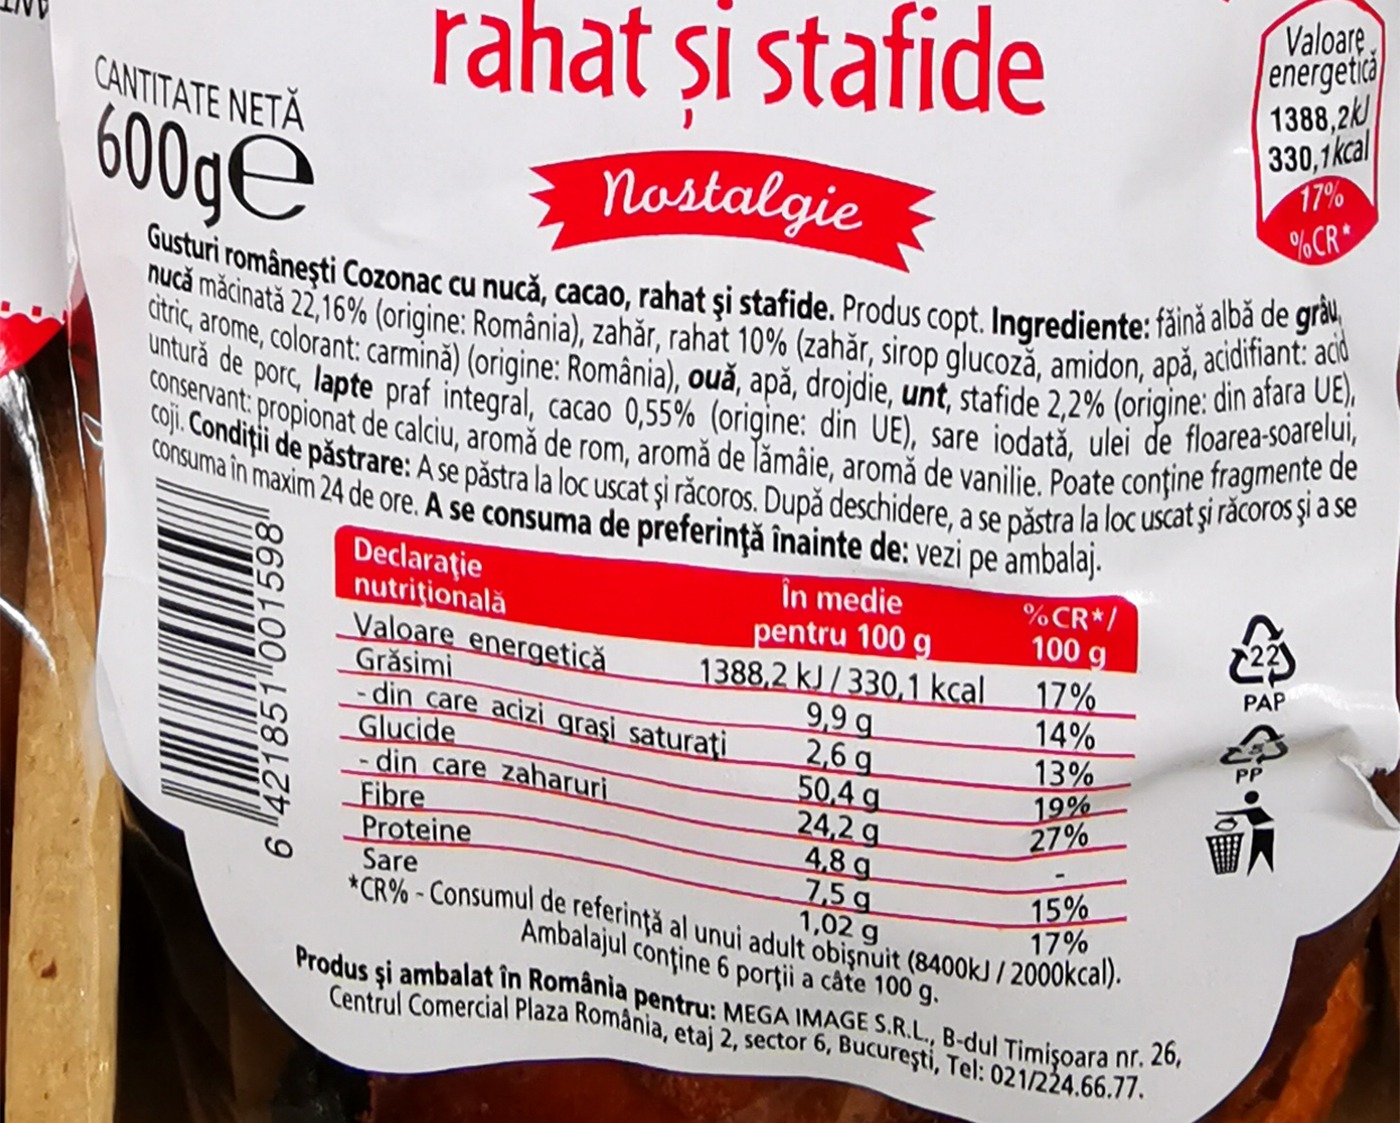 rahat și stafide
CANTITATE NETĂ
600g℮
Nostalgie
Valoare
energetică
1388,2kJ
330,1kcal
17%
%CR*
Gusturi românești Cozonac cu nucă, cacao, rahat și stafide. Produs copt. Ingrediente: făină albă de grâu,
nucă măcinată 22,16% (origine: România), zahăr, rahat 10% (zahăr, sirop glucoză, amidon, apă, acidifiant: acid
citric, arome, colorant: carmină) (origine: România), ouă, apă, drojdie, unt, stafide 2,2% (origine: din afara UE),
untură de porc, lapte praf integral, cacao 0,55% (origine: din UE), sare iodată, ulei de floarea-soarelui,
conservant: propionat de calciu, aromă de rom, aromă de lămâie, aromă de vanilie. Poate conține fragmente de
coji. Condiții de păstrare: A se păstra la loc uscat și răcoros. După deschidere, a se păstra la loc uscat și răcoros și a se
consuma în maxim 24 de ore. A se consuma de preferință înainte de: vezi pe ambalaj.
6 421851 001598
Declarație nutrițională În medie pentru 100 g %CR*/ 100 g
Valoare energetică 1388,2 kJ / 330,1 kcal 17%
Grăsimi 9,9 g 14%
- din care acizi grași saturați 2,6 g 13%
Glucide 50,4 g 19%
- din care zaharuri 24,2 g 27%
Fibre 4,8 g -
Proteine 7,5 g 15%
Sare 1,02 g 17%
*CR% - Consumul de referință al unui adult obișnuit (8400kJ / 2000kcal).
Ambalajul conține 6 porții a câte 100 g.
Produs și ambalat în România pentru: MEGA IMAGE S.R.L., B-dul Timișoara nr. 26,
Centrul Comercial Plaza România, etaj 2, sector 6, București, Tel: 021/224.66.77.
22
PAP
5
PP